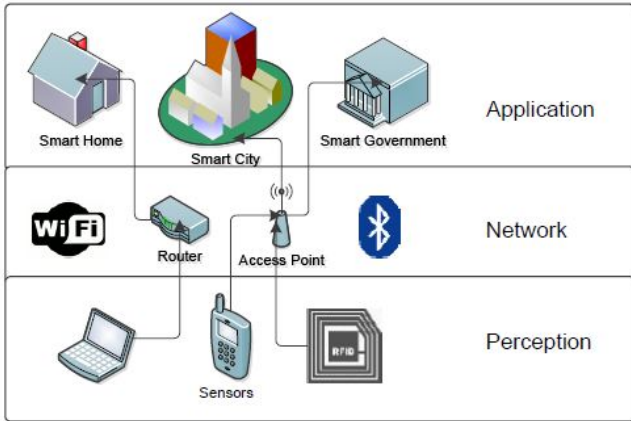 Smart Home
Smart City
Smart Government
Application
WiFi
Router
Access Point
Network
RFID
Sensors
Perception